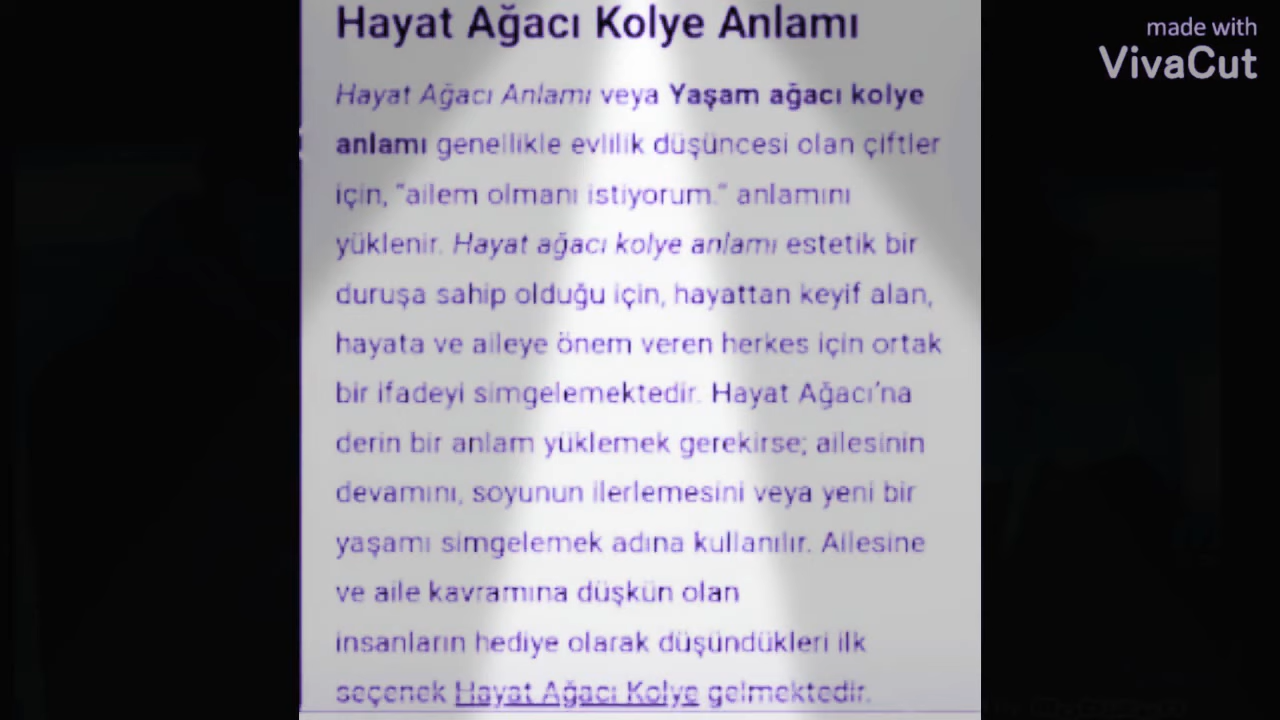 Hayat Ağacı Kolye Anlamı
made with
VivaCut
Hayat Ağacı Anlamı veya Yaşam ağacı kolye
anlamı genellikle evlilik düşüncesi olan çiftler
için, “ailem olmanı istiyorum.” anlamını
yüklenir. Hayat ağacı kolye anlamı estetik bir
duruşa sahip olduğu için, hayattan keyif alan,
hayata ve aileye önem veren herkes için ortak
bir ifadeyi simgelemektedir. Hayat Ağacı’na
derin bir anlam yüklemek gerekirse; ailesinin
devamını, soyunun ilerlemesini veya yeni bir
yaşamı simgelemek adına kullanılır. Ailesine
ve aile kavramına düşkün olan
insanların hediye olarak düşündükleri ilk
seçenek Hayat Ağacı Kolye gelmektedir.